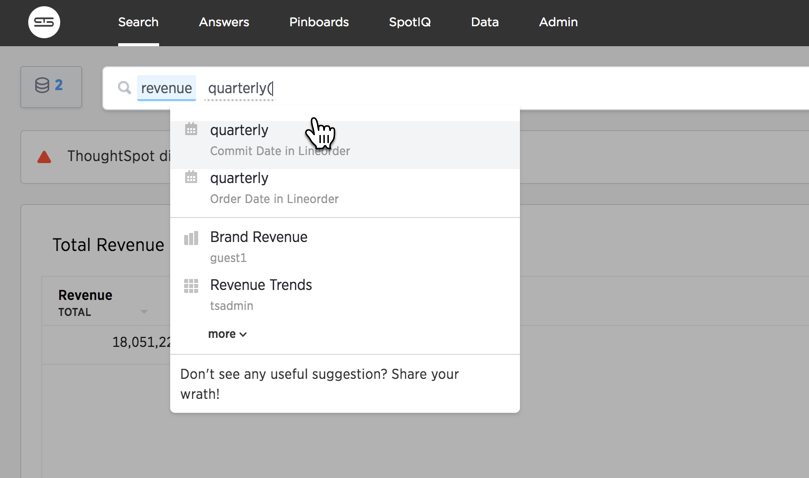 Search Answers Pinboards SpotIQ Data Admin
2
revenue quarterly(
quarterly
Commit Date in Lineorder
ThoughtSpot di
quarterly
Order Date in Lineorder
Brand Revenue
guest1
Total Revenue
Revenue Trends
tsadmin
Revenue
TOTAL
more
18,051,22
Don't see any useful suggestion? Share your
wrath!